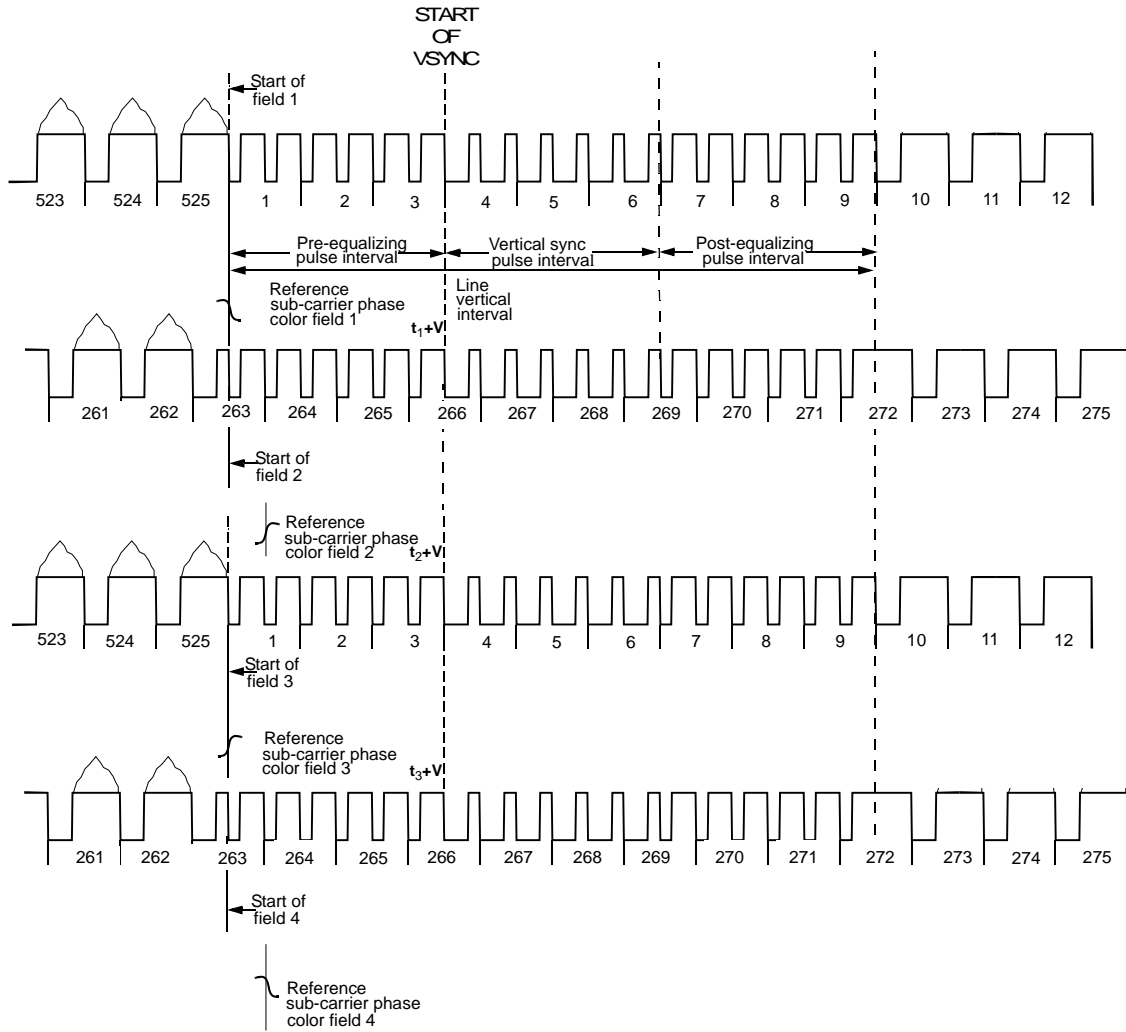 START
OF
VSYNC
Start of
field 1
523 524 525 1 2 3 4 5 6 7 8 9 10 11 12
Pre-equalizing
pulse interval
Vertical sync
pulse interval
Post-equalizing
pulse interval
Reference
sub-carrier phase
color field 1
Line
vertical
interval
t1+V
261 262 263 264 265 266 267 268 269 270 271 272 273 274 275
Start of
field 2
Reference
sub-carrier phase
color field 2
t2+V
523 524 525 1 2 3 4 5 6 7 8 9 10 11 12
Start of
field 3
Reference
sub-carrier phase
color field 3
t3+V
261 262 263 264 265 266 267 268 269 270 271 272 273 274 275
Start of
field 4
Reference
sub-carrier phase
color field 4